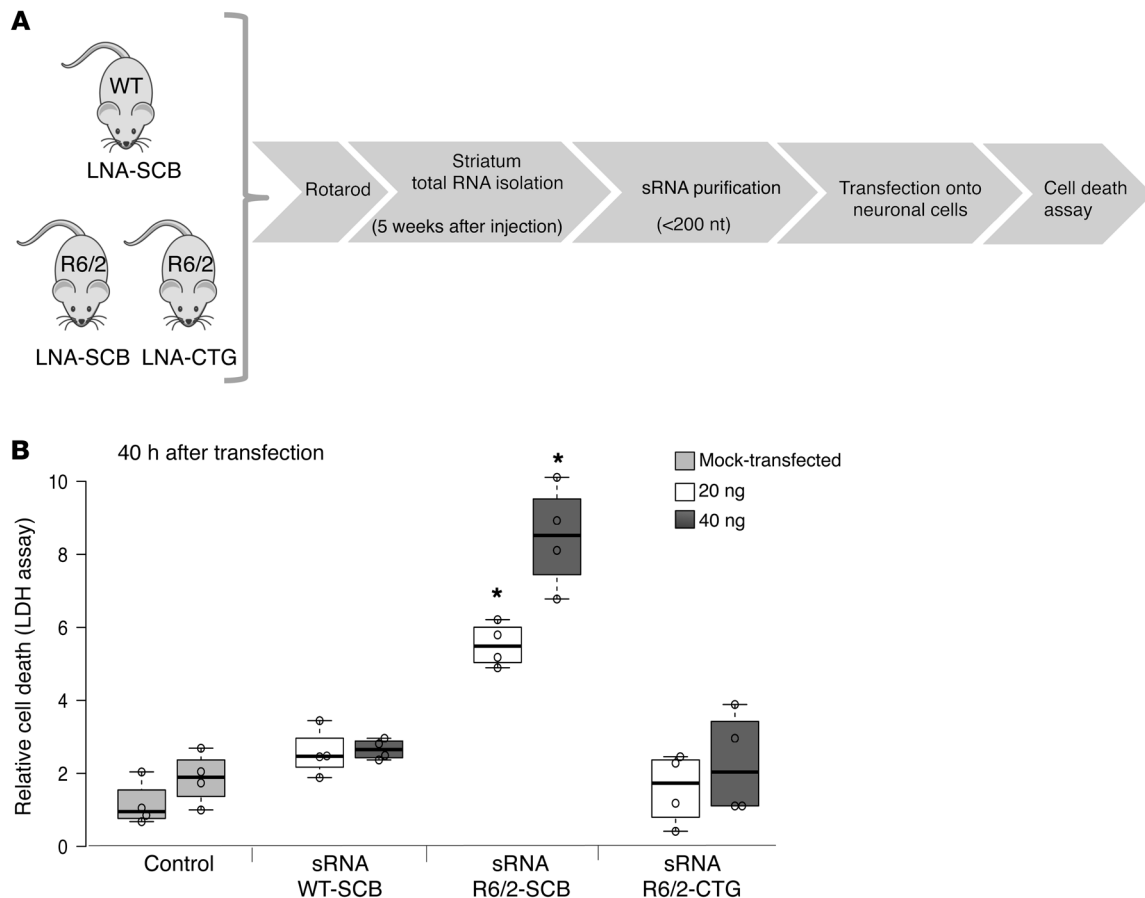 A
WT
LNA-SCB
R6/2
R6/2
LNA-SCB
LNA-CTG
Rotarod
Striatum
total RNA isolation
(5 weeks after injection)
sRNA purification
(<200 nt)
Transfection onto
neuronal cells
Cell death
assay
B
40 h after transfection
Mock-transfected
20 ng
40 ng
Relative cell death (LDH assay)
10
8
6
4
2
0
*
*
Control
sRNA
WT-SCB
sRNA
R6/2-SCB
sRNA
R6/2-CTG